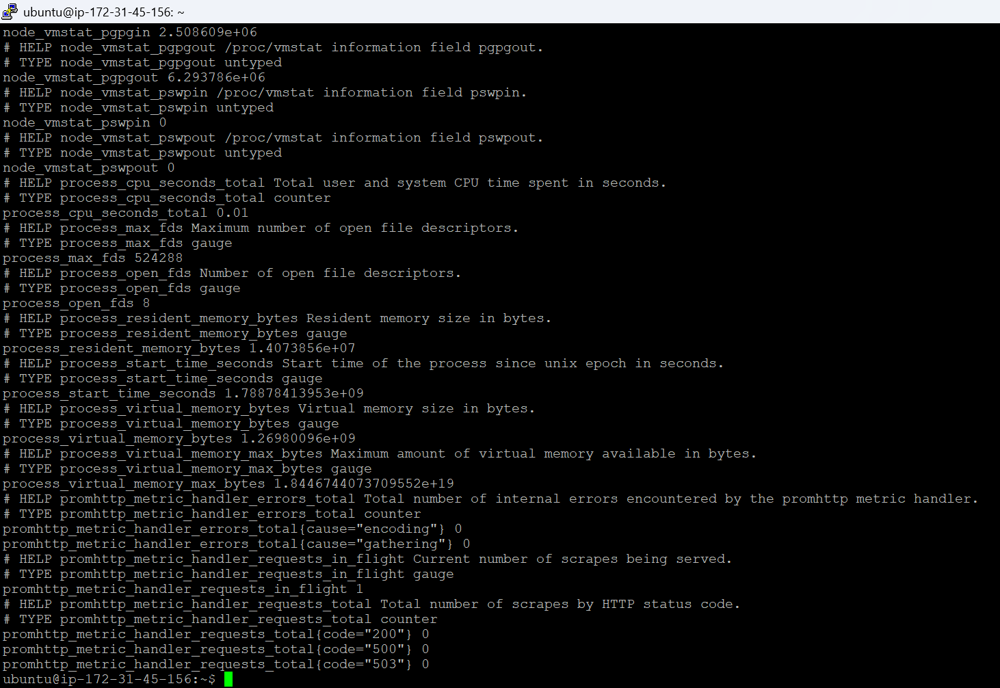 ubuntu@ip-172-31-45-156: ~
node_vmstat_pgpgin 2.508609e+06
# HELP node_vmstat_pgpgout /proc/vmstat information field pgpgout.
# TYPE node_vmstat_pgpgout untyped
node_vmstat_pgpgout 6.293786e+06
# HELP node_vmstat_pswpin /proc/vmstat information field pswpin.
# TYPE node_vmstat_pswpin untyped
node_vmstat_pswpin 0
# HELP node_vmstat_pswpout /proc/vmstat information field pswpout.
# TYPE node_vmstat_pswpout untyped
node_vmstat_pswpout 0
# HELP process_cpu_seconds_total Total user and system CPU time spent in seconds.
# TYPE process_cpu_seconds_total counter
process_cpu_seconds_total 0.01
# HELP process_max_fds Maximum number of open file descriptors.
# TYPE process_max_fds gauge
process_max_fds 524288
# HELP process_open_fds Number of open file descriptors.
# TYPE process_open_fds gauge
process_open_fds 8
# HELP process_resident_memory_bytes Resident memory size in bytes.
# TYPE process_resident_memory_bytes gauge
process_resident_memory_bytes 1.4073856e+07
# HELP process_start_time_seconds Start time of the process since unix epoch in seconds.
# TYPE process_start_time_seconds gauge
process_start_time_seconds 1.78878413953e+09
# HELP process_virtual_memory_bytes Virtual memory size in bytes.
# TYPE process_virtual_memory_bytes gauge
process_virtual_memory_bytes 1.26980096e+09
# HELP process_virtual_memory_max_bytes Maximum amount of virtual memory available in bytes.
# TYPE process_virtual_memory_max_bytes gauge
process_virtual_memory_max_bytes 1.8446744073709552e+19
# HELP promhttp_metric_handler_errors_total Total number of internal errors encountered by the promhttp metric handler.
# TYPE promhttp_metric_handler_errors_total counter
promhttp_metric_handler_errors_total{cause="encoding"} 0
promhttp_metric_handler_errors_total{cause="gathering"} 0
# HELP promhttp_metric_handler_requests_in_flight Current number of scrapes being served.
# TYPE promhttp_metric_handler_requests_in_flight gauge
promhttp_metric_handler_requests_in_flight 1
# HELP promhttp_metric_handler_requests_total Total number of scrapes by HTTP status code.
# TYPE promhttp_metric_handler_requests_total counter
promhttp_metric_handler_requests_total{code="200"} 0
promhttp_metric_handler_requests_total{code="500"} 0
promhttp_metric_handler_requests_total{code="503"} 0
ubuntu@ip-172-31-45-156:~$